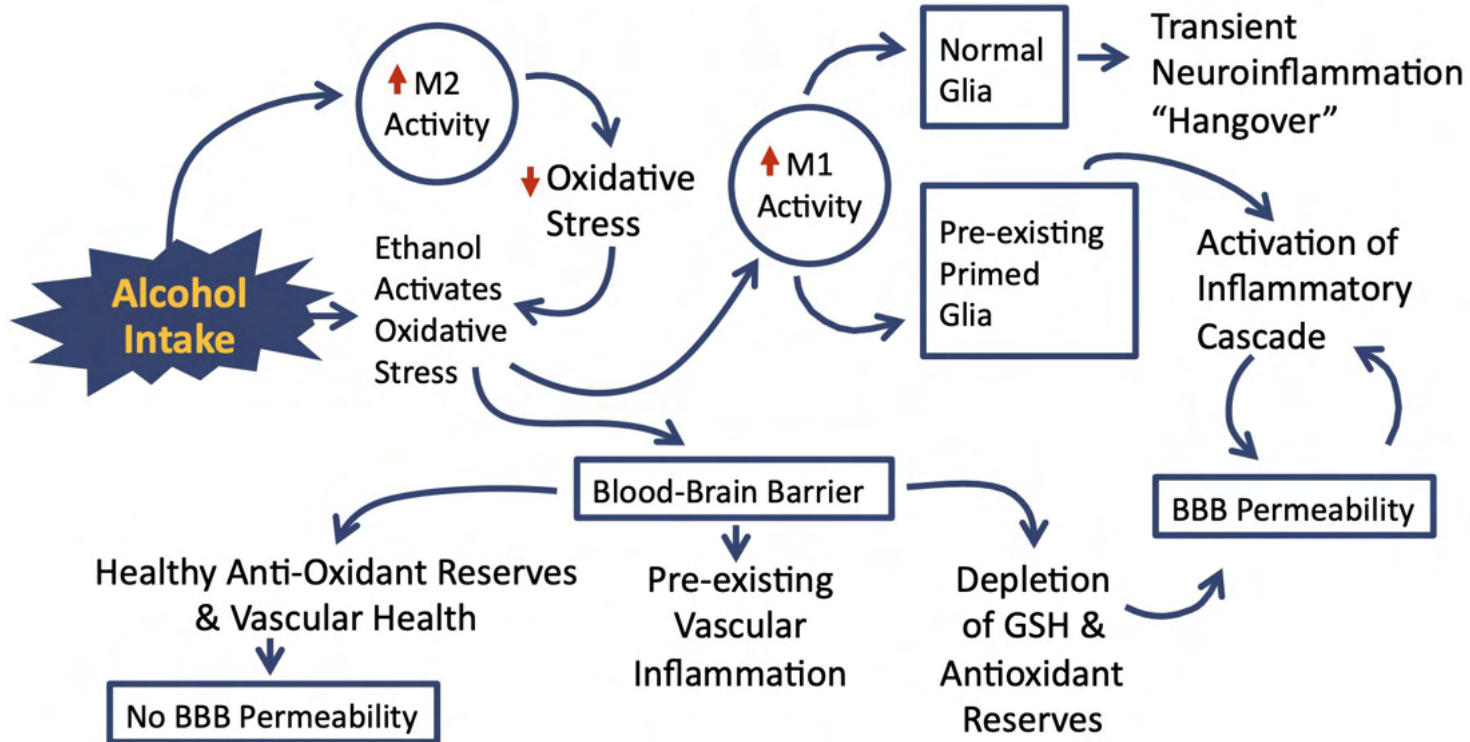 Alcohol
Intake
M2
Activity
Oxidative
Stress
Ethanol
Activates
Oxidative
Stress
M1
Activity
Normal
Glia
Transient
Neuroinflammation
“Hangover”
Pre-existing
Primed
Glia
Activation of
Inflammatory
Cascade
BBB Permeability
Blood-Brain Barrier
Healthy Anti-Oxidant Reserves
& Vascular Health
No BBB Permeability
Pre-existing
Vascular
Inflammation
Depletion
of GSH &
Antioxidant
Reserves